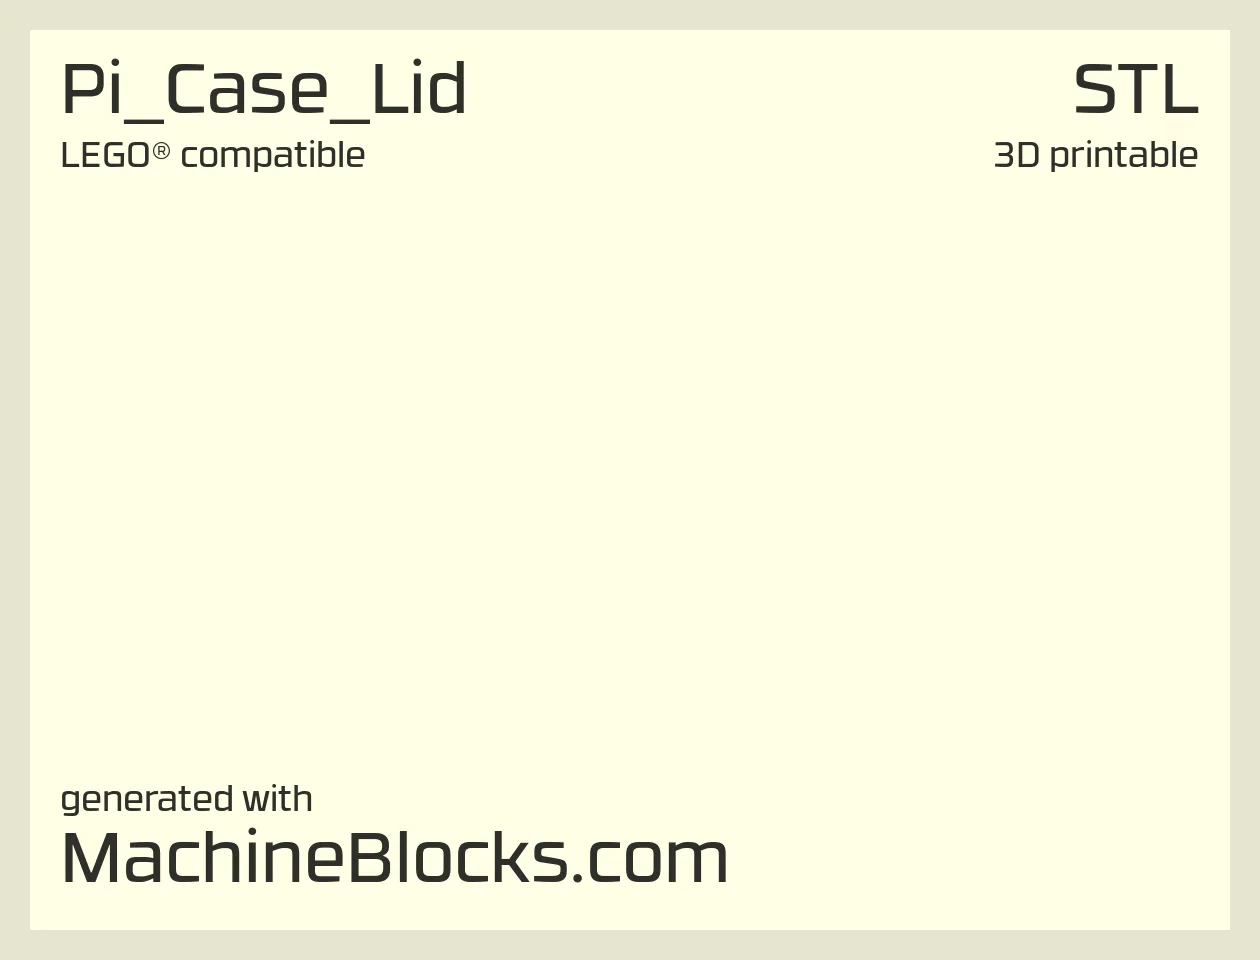 Pi_Case_Lid
STL
LEGO® compatible
3D printable
generated with
MachineBlocks.com